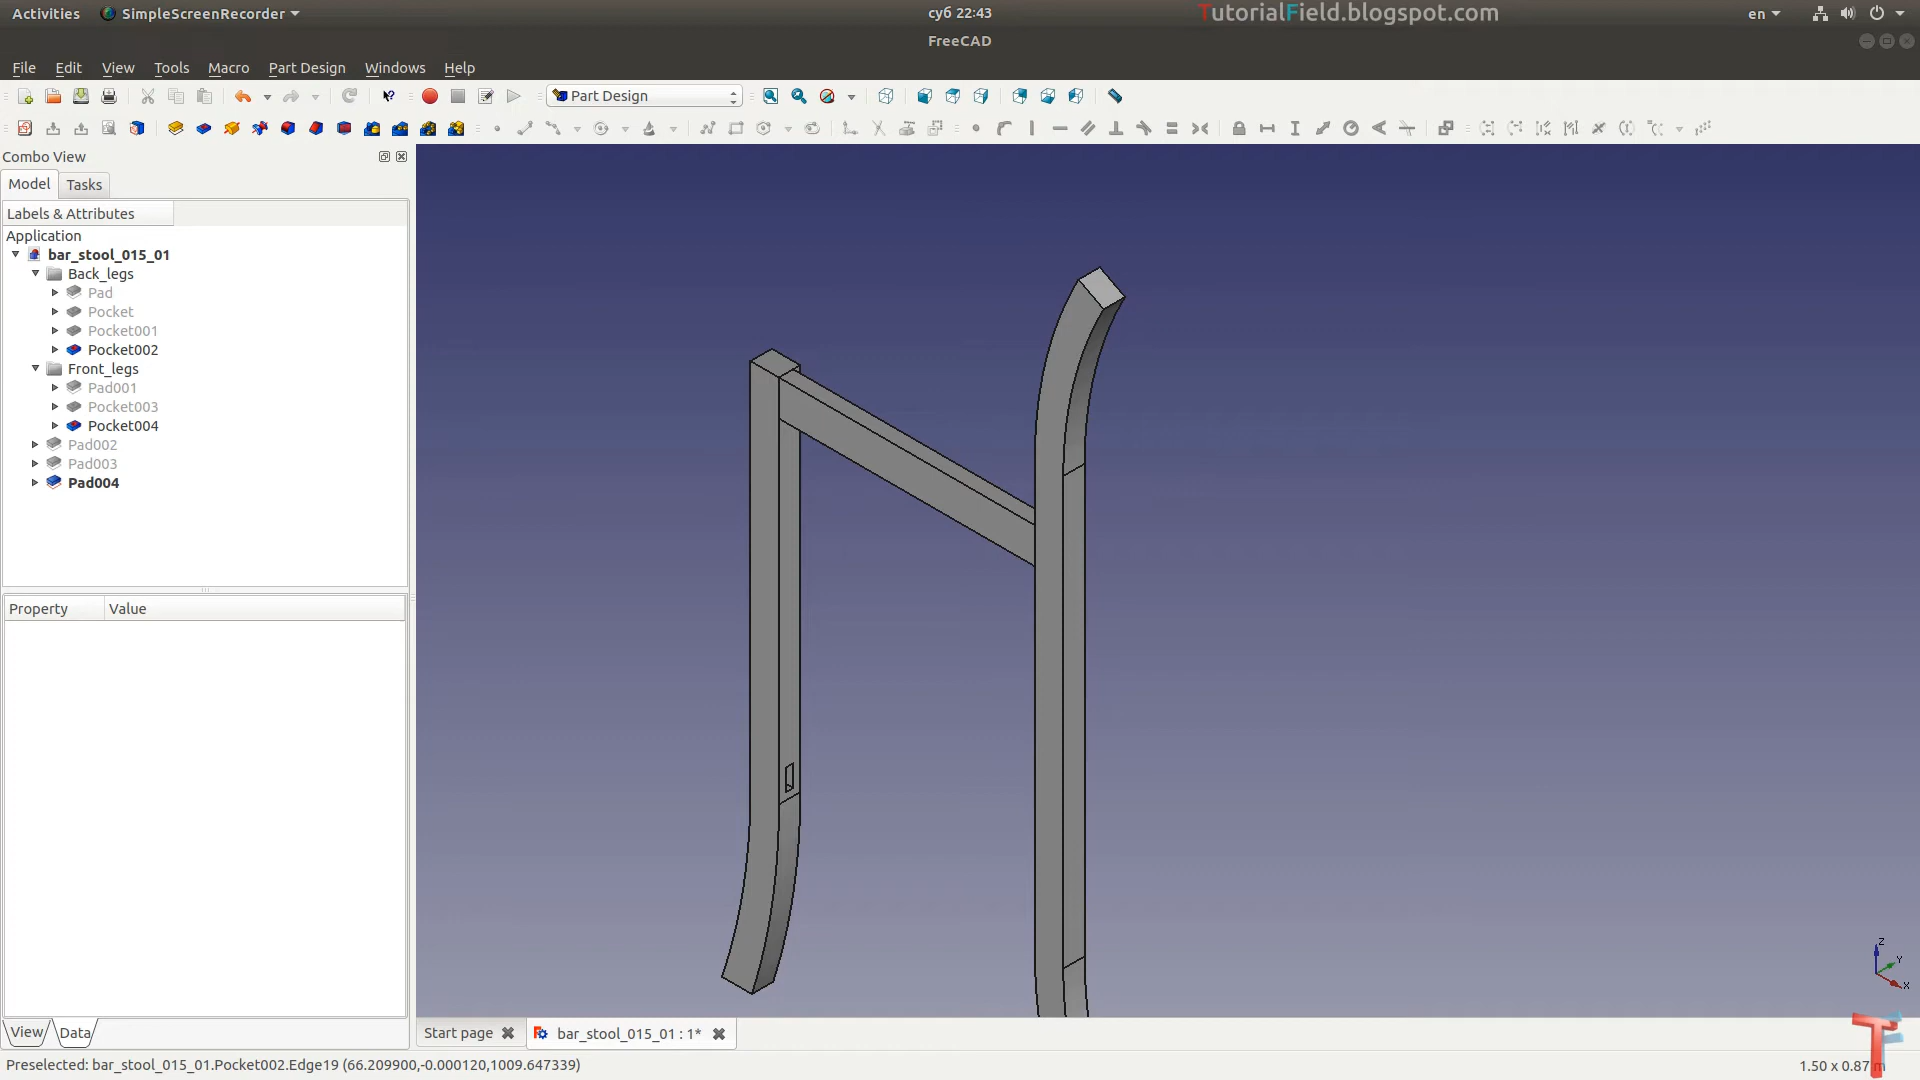 Activities SimpleScreenRecorder суб 22:43 TutorialField.blogspot.com en
FreeCAD
File Edit View Tools Macro Part Design Windows Help
Part Design
Combo View
Model Tasks
Labels & Attributes
Application
bar_stool_015_01
Back_legs
Pad
Pocket
Pocket001
Pocket002
Front_legs
Pad001
Pocket003
Pocket004
Pad002
Pad003
Pad004
Property Value
Z
Y
X
View Data
Start page bar_stool_015_01 : 1*
Preselected: bar_stool_015_01.Pocket002.Edge19 (66.209900,-0.000120,1009.647339)
1.50 x 0.87 m